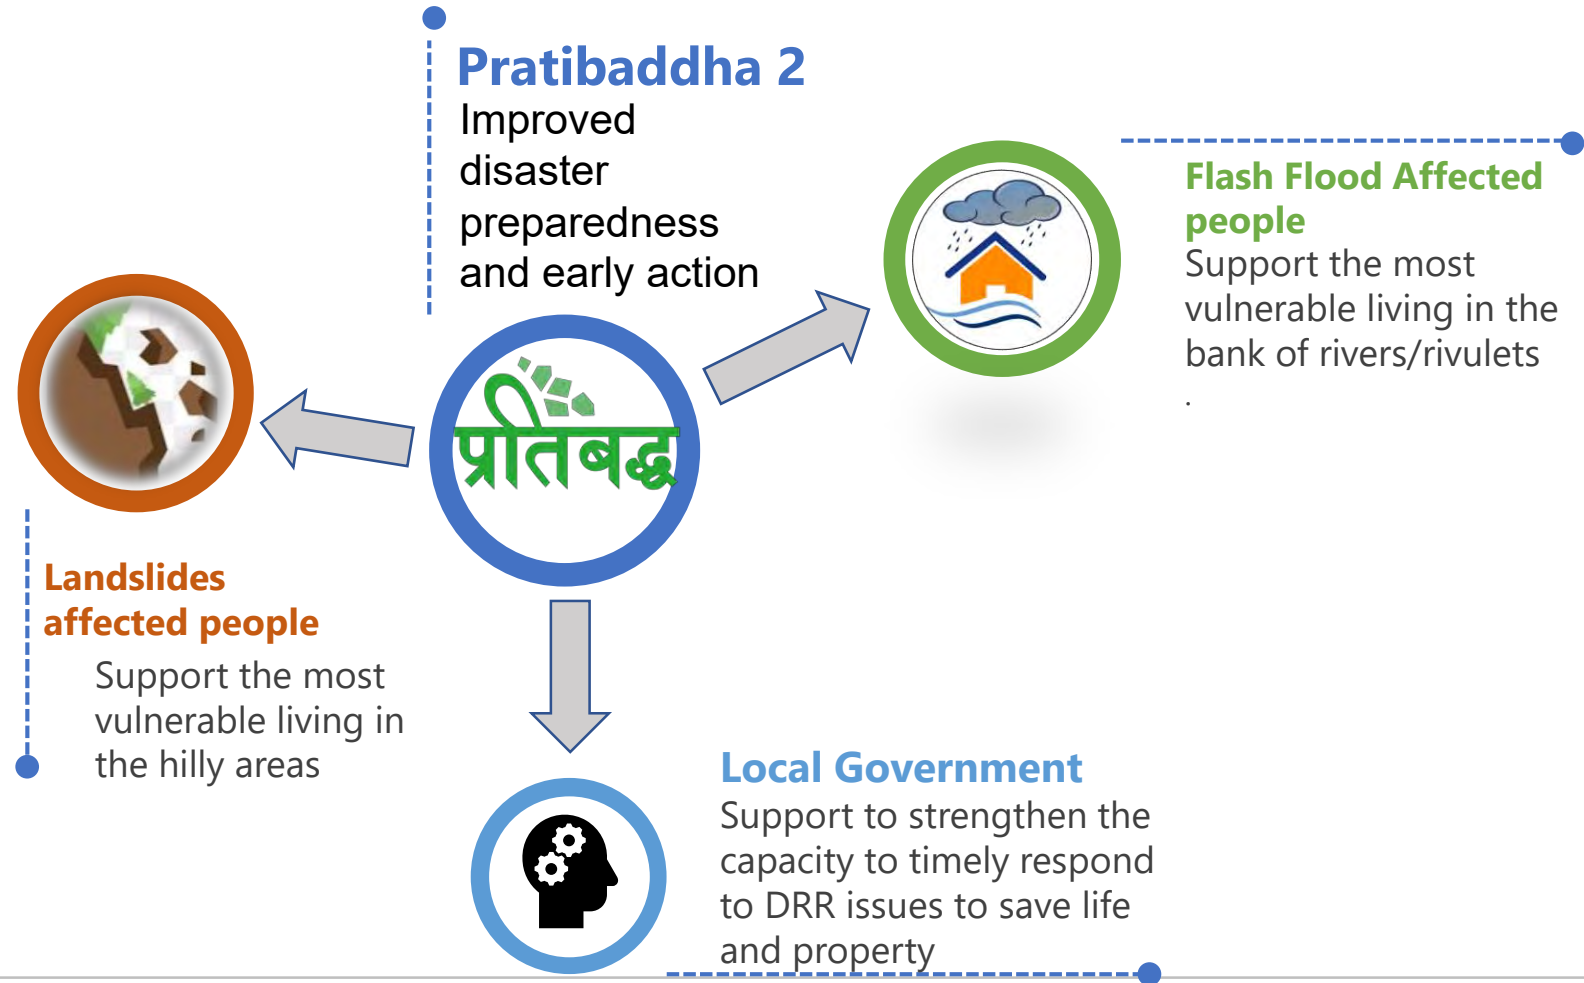 Pratibaddha 2
Improved
disaster
preparedness
and early action
Flash Flood Affected
people
Support the most
vulnerable living in the
bank of rivers/rivulets
.
प्रतिबद्ध
Landslides
affected people
Support the most
vulnerable living in
the hilly areas
Local Government
Support to strengthen the
capacity to timely respond
to DRR issues to save life
and property